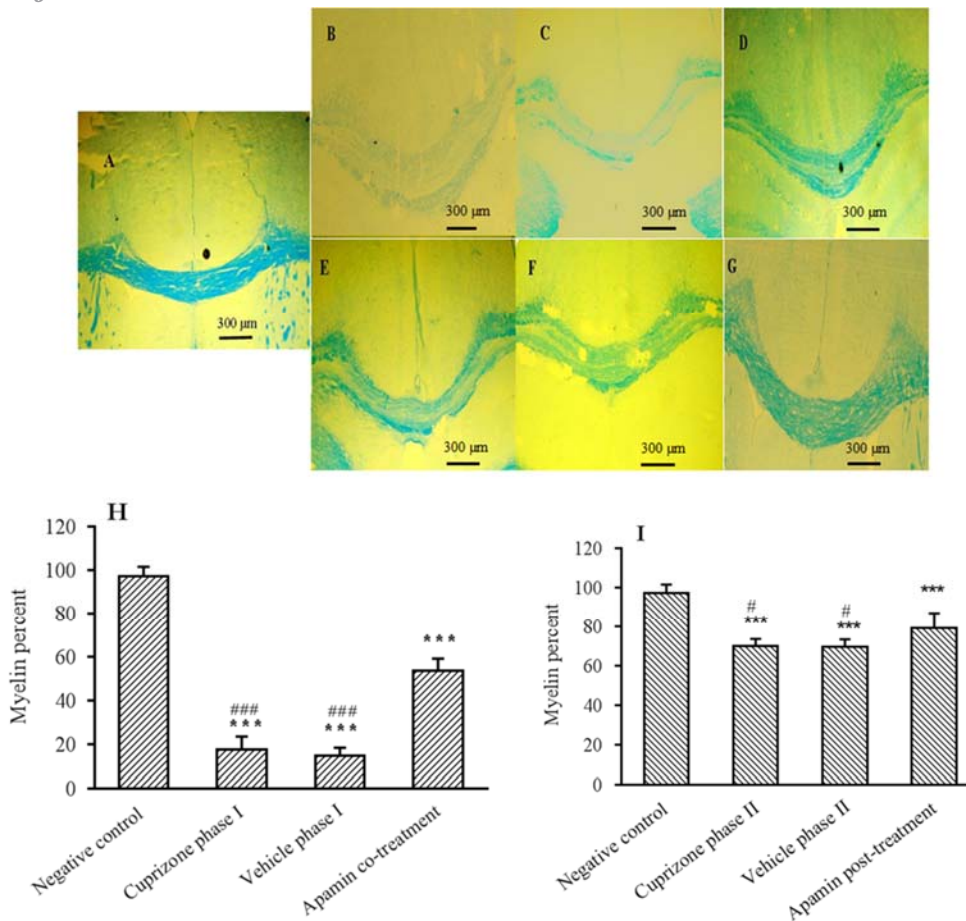 A
300 µm
B
300 µm
C
300 µm
D
300 µm
E
300 µm
F
300 µm
G
300 µm
H
Myelin percent
120
100
80
60
40
20
0
###
***
###
***
***
Negative control
Cuprizone phase I
Vehicle phase I
Apamin co-treatment
I
Myelin percent
120
100
80
60
40
20
0
#
***
#
***
***
Negative control
Cuprizone phase II
Vehicle phase II
Apamin post-treatment